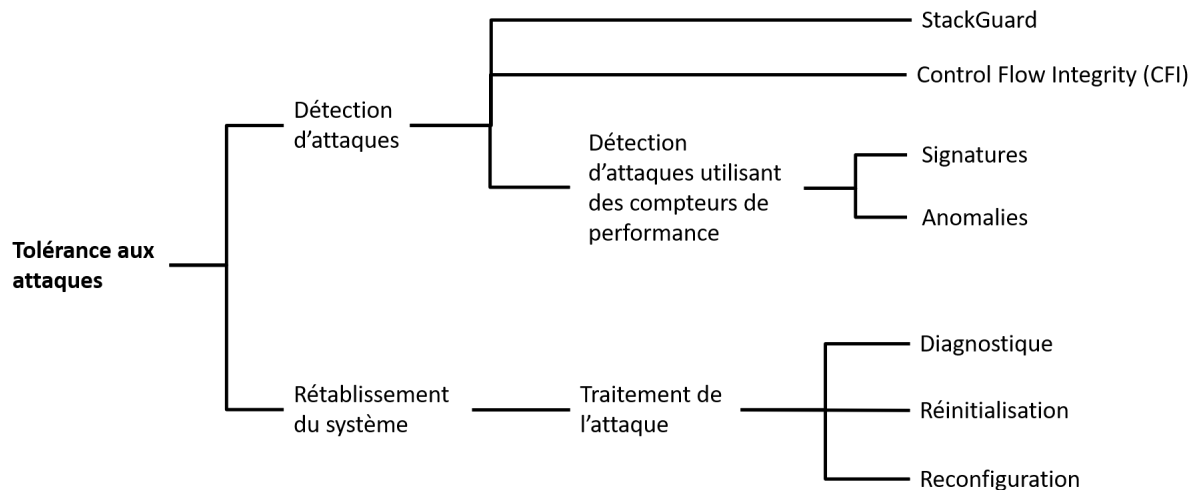 StackGuard
Control Flow Integrity (CFI)
Détection
d’attaques
Détection
d’attaques utilisant
des compteurs de
performance
Signatures
Anomalies
Tolérance aux
attaques
Diagnostique
Rétablissement
du système
Traitement de
l’attaque
Réinitialisation
Reconfiguration